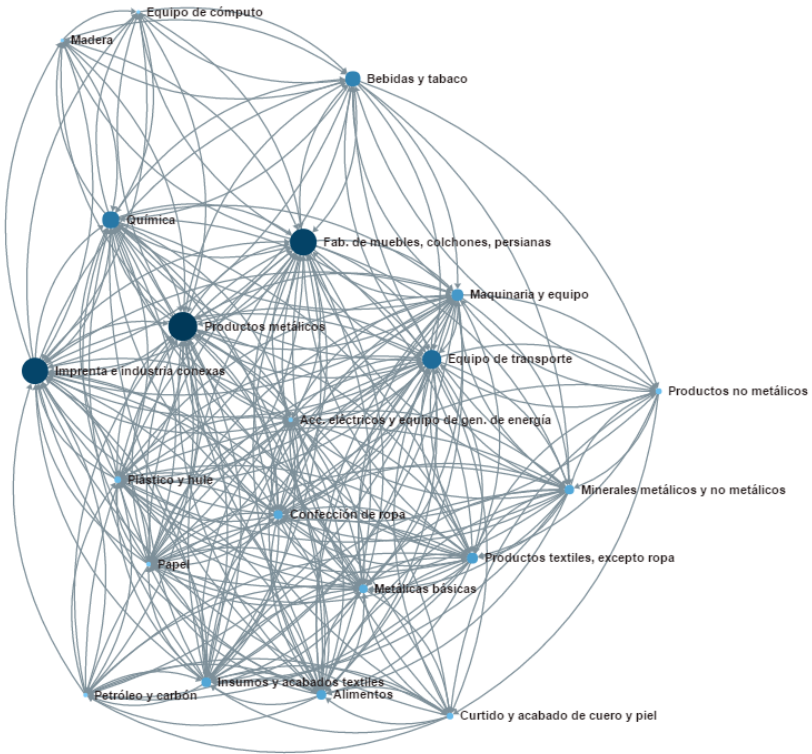 Equipo de cómputo
Madera
Bebidas y tabaco
Química
Fab. de muebles, colchones, persianas
Maquinaria y equipo
Productos metálicos
Equipo de transporte
Imprenta e industria conexas
Productos no metálicos
Acc. eléctricos y equipo de gen. de energía
Plástico y hule
Minerales metálicos y no metálicos
Confección de ropa
Productos textiles, excepto ropa
Papel
Metálicas básicas
Insumos y acabados textiles
Petróleo y carbón
Alimentos
Curtido y acabado de cuero y piel